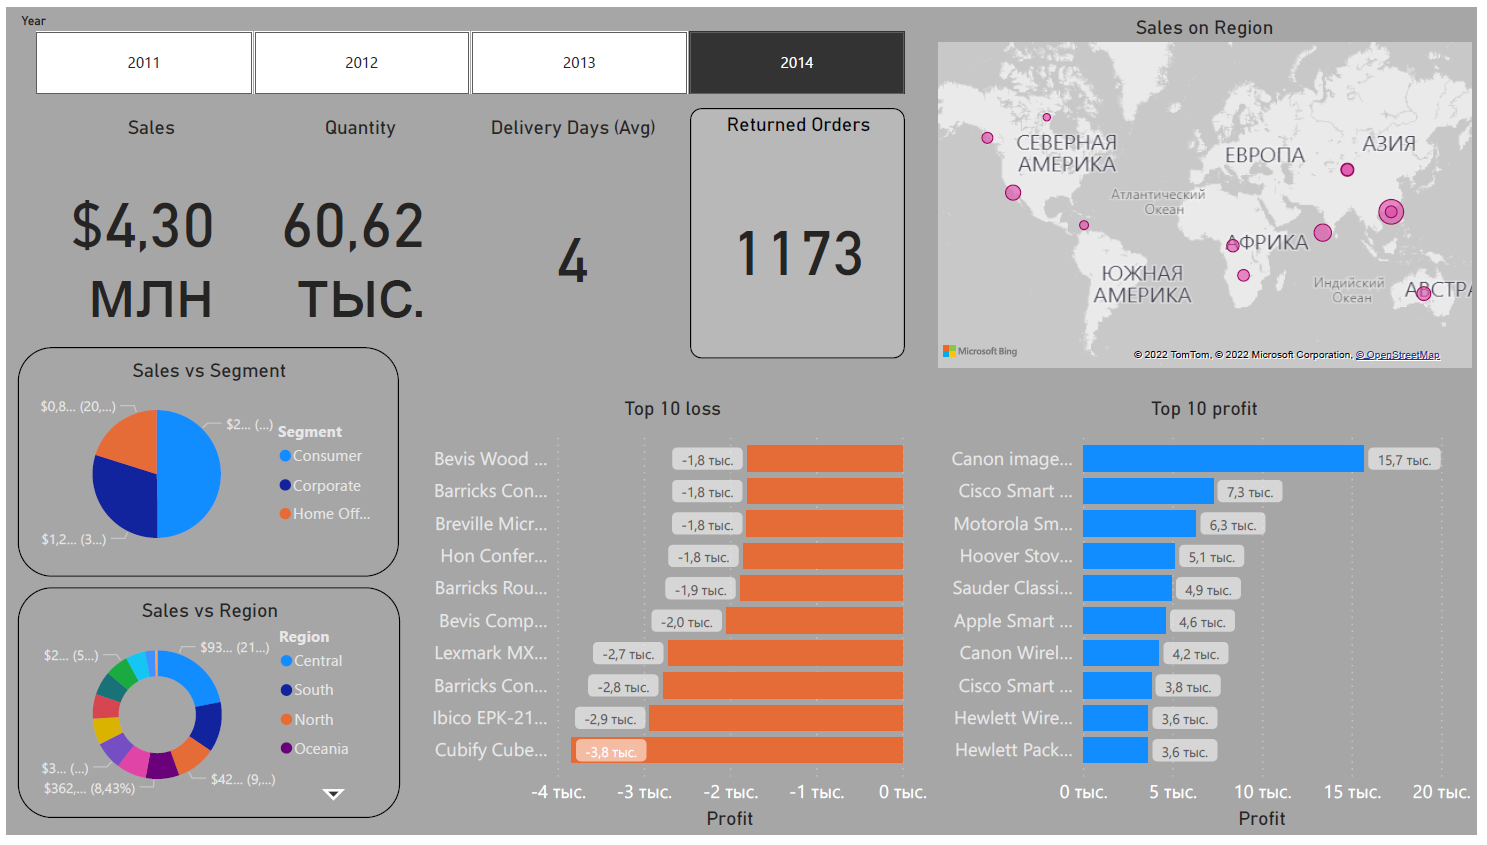 Year
2011
2012
2013
2014
Sales
Quantity
Delivery Days (Avg)
Returned Orders
$4,30
млн
60,62
тыс.
4
1173
Sales on Region
СЕВЕРНАЯ
АМЕРИКА
ЕВРОПА
АЗИЯ
Атлантический
Океан
АФРИКА
ЮЖНАЯ
АМЕРИКА
Индийский
Океан
АВСТРА
Microsoft Bing
© 2022 TomTom, © 2022 Microsoft Corporation, © OpenStreetMap
Sales vs Segment
$0,8... (20,...)
$2... (...)
$1,2... (3...)
Segment
Consumer
Corporate
Home Off...
Sales vs Region
$2... (5...)
$93... (21...)
$3... (...)
$362,... (8,43%)
$42... (9,...)
Region
Central
South
North
Oceania
Top 10 loss
Bevis Wood ... -1,8 тыс.
Barricks Con... -1,8 тыс.
Breville Micr... -1,8 тыс.
Hon Confer... -1,8 тыс.
Barricks Rou... -1,9 тыс.
Bevis Comp... -2,0 тыс.
Lexmark MX... -2,7 тыс.
Barricks Con... -2,8 тыс.
Ibico EPK-21... -2,9 тыс.
Cubify Cube... -3,8 тыс.
-4 тыс. -3 тыс. -2 тыс. -1 тыс. 0 тыс.
Profit
Top 10 profit
Canon image... 15,7 тыс.
Cisco Smart ... 7,3 тыс.
Motorola Sm... 6,3 тыс.
Hoover Stov... 5,1 тыс.
Sauder Classi... 4,9 тыс.
Apple Smart ... 4,6 тыс.
Canon Wirel... 4,2 тыс.
Cisco Smart ... 3,8 тыс.
Hewlett Wire... 3,6 тыс.
Hewlett Pack... 3,6 тыс.
0 тыс. 5 тыс. 10 тыс. 15 тыс. 20 тыс.
Profit